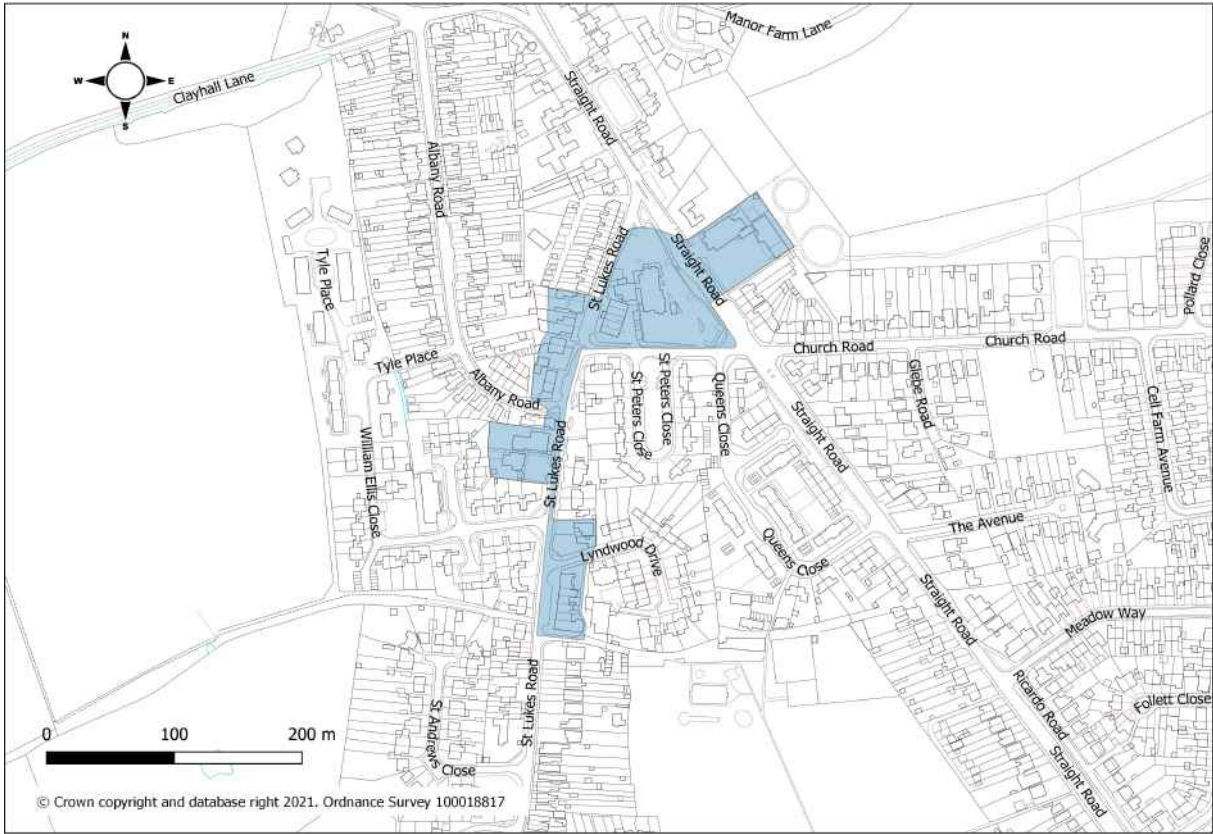 Manor Farm Lane
N
W
E
S
Clayhall Lane
Straight Road
Albany Road
St Lukes Road
Straight Road
Tyle Place
Pollard Close
Church Road
Church Road
Tyle Place
Albany Road
St Peters Close
St Peters Close
Queens Close
Glebe Road
Cell Farm Avenue
Straight Road
William Ellis Close
St Lukes Road
The Avenue
Lyndwood Drive
Queens Close
Straight Road
Meadow Way
Ricardo Road
Follett Close
St Andrews Close
St Lukes Road
Straight Road
0
100
200 m
© Crown copyright and database right 2021. Ordnance Survey 100018817